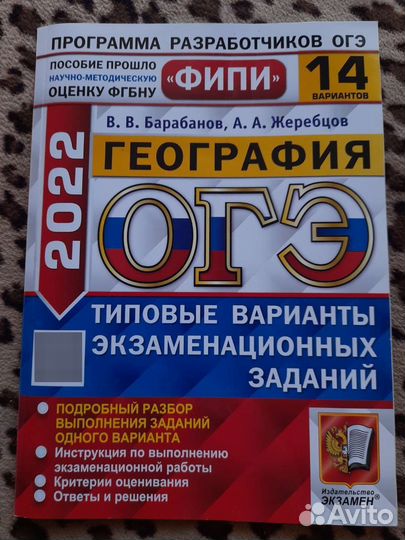 ПРОГРАММА РАЗРАБОТЧИКОВ ОГЭ
ПОСОБИЕ ПРОШЛО
НАУЧНО-МЕТОДИЧЕСКУЮ
ОЦЕНКУ ФГБНУ
«ФИПИ»
14
ВАРИАНТОВ
В. В. Барабанов, А. А. Жеребцов
ГЕОГРАФИЯ
2022
ОГЭ
ТИПОВЫЕ ВАРИАНТЫ
ЭКЗАМЕНАЦИОННЫХ
ЗАДАНИЙ
• ПОДРОБНЫЙ РАЗБОР
ВЫПОЛНЕНИЯ ЗАДАНИЙ
ОДНОГО ВАРИАНТА
• Инструкция по выполнению
экзаменационной работы
• Критерии оценивания
• Ответы и решения
Издательство
ЭКЗАМЕН®
Avito